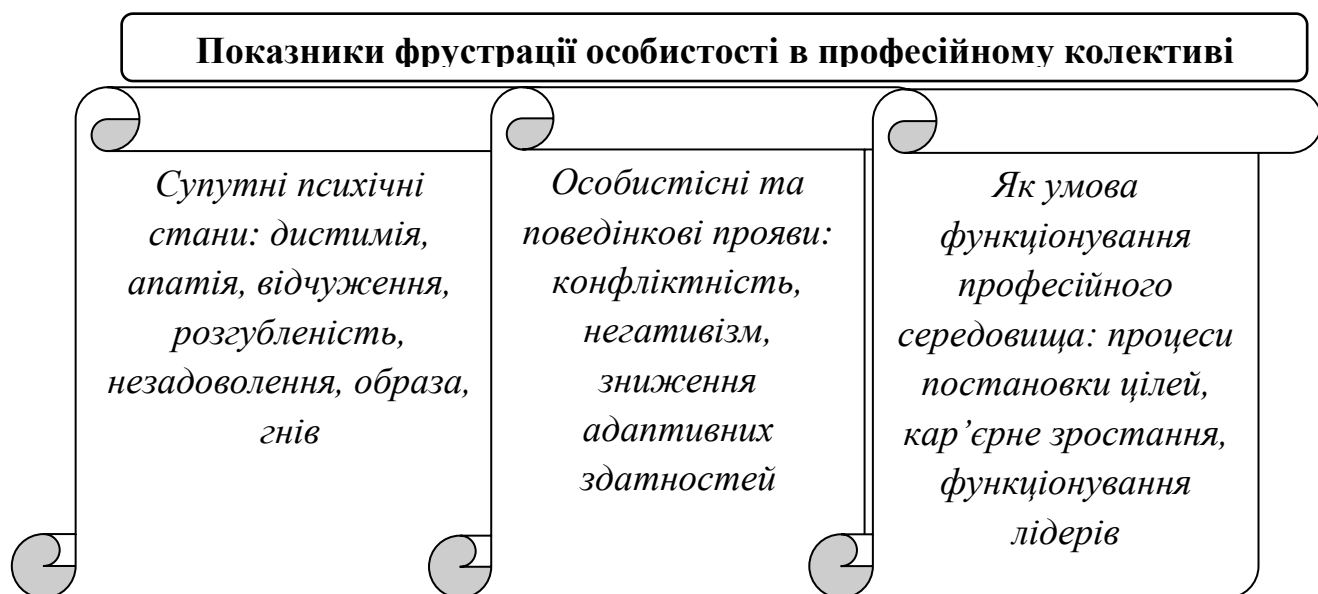 Показники фрустрації особистості в професійному колективі
Супутні психічні
стани: дистимія,
апатія, відчуження,
розгубленість,
незадоволення, образа,
гнів
Особистісні та
поведінкові прояви:
конфліктність,
негативізм,
зниження
адаптивних
здатностей
Як умова
функціонування
професійного
середовища: процеси
постановки цілей,
кар’єрне зростання,
функціонування
лідерів